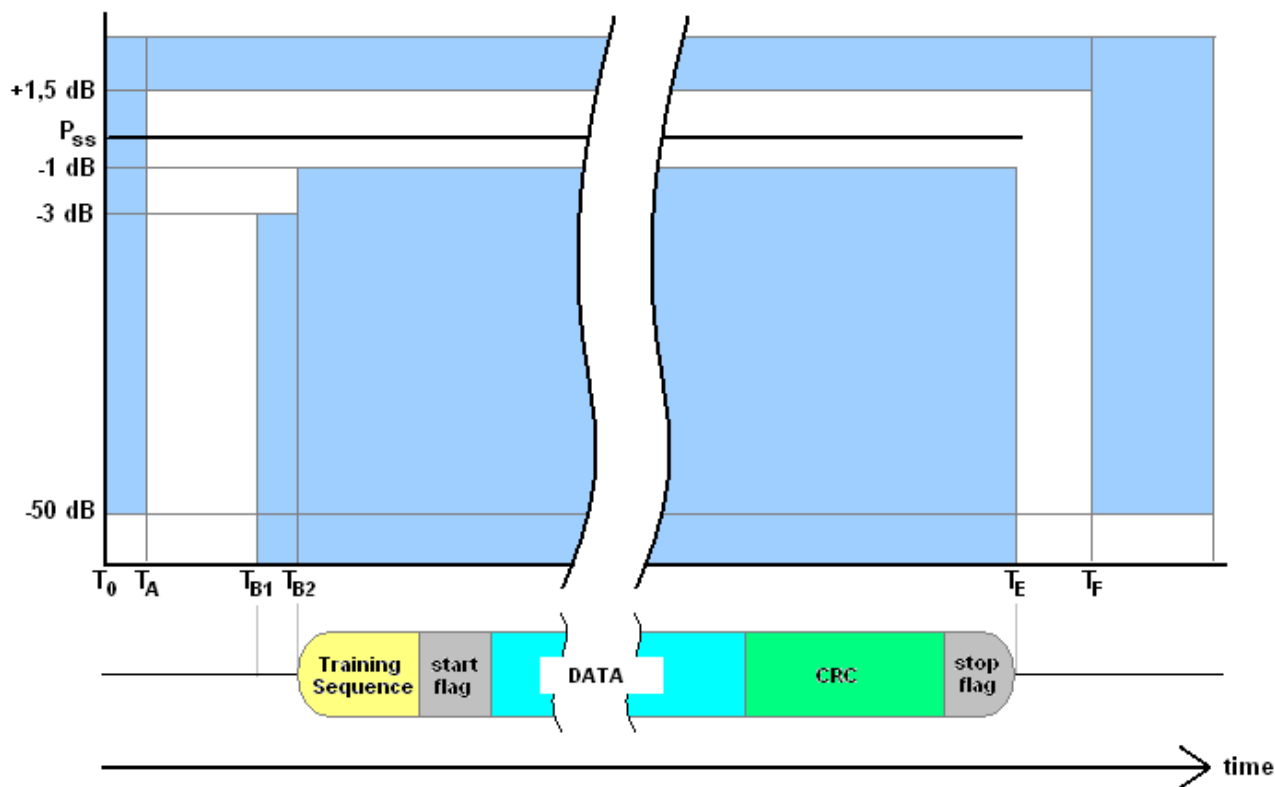 +1,5 dB
Pss
-1 dB
-3 dB
-50 dB
T0 TA TB1 TB2 TE TF
Training
Sequence
start
flag
DATA
CRC
stop
flag
time